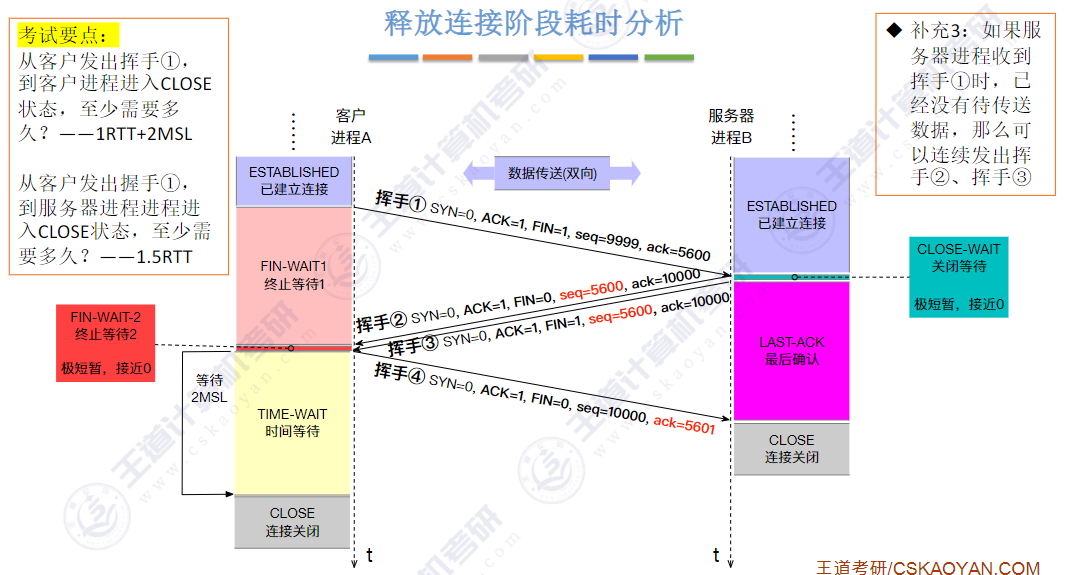 释放连接阶段耗时分析
考试要点：
从客户发出挥手①，
到客户进程进入CLOSE
状态，至少需要多
久？——1RTT+2MSL
从客户发出握手①，
到服务器进程进程进
入CLOSE状态，至少需
要多久？——1.5RTT
◆ 补充3：如果服
务器进程收到
挥手①时，已
经没有待传送
数据，那么可
以连续发出挥
手②、挥手③
客户
进程A
服务器
进程B
ESTABLISHED
已建立连接
数据传送(双向)
ESTABLISHED
已建立连接
挥手① SYN=0, ACK=1, FIN=1, seq=9999, ack=5600
CLOSE-WAIT
关闭等待
极短暂，接近0
FIN-WAIT1
终止等待1
挥手② SYN=0, ACK=1, FIN=0, seq=5600, ack=10000
挥手③ SYN=0, ACK=1, FIN=1, seq=5600, ack=10000
FIN-WAIT-2
终止等待2
极短暂，接近0
LAST-ACK
最后确认
挥手④ SYN=0, ACK=1, FIN=0, seq=10000, ack=5601
等待
2MSL
TIME-WAIT
时间等待
CLOSE
连接关闭
CLOSE
连接关闭
t
t
王道考研/CSKAOYAN.COM
王道计算机考研
www.cskaoyan.com